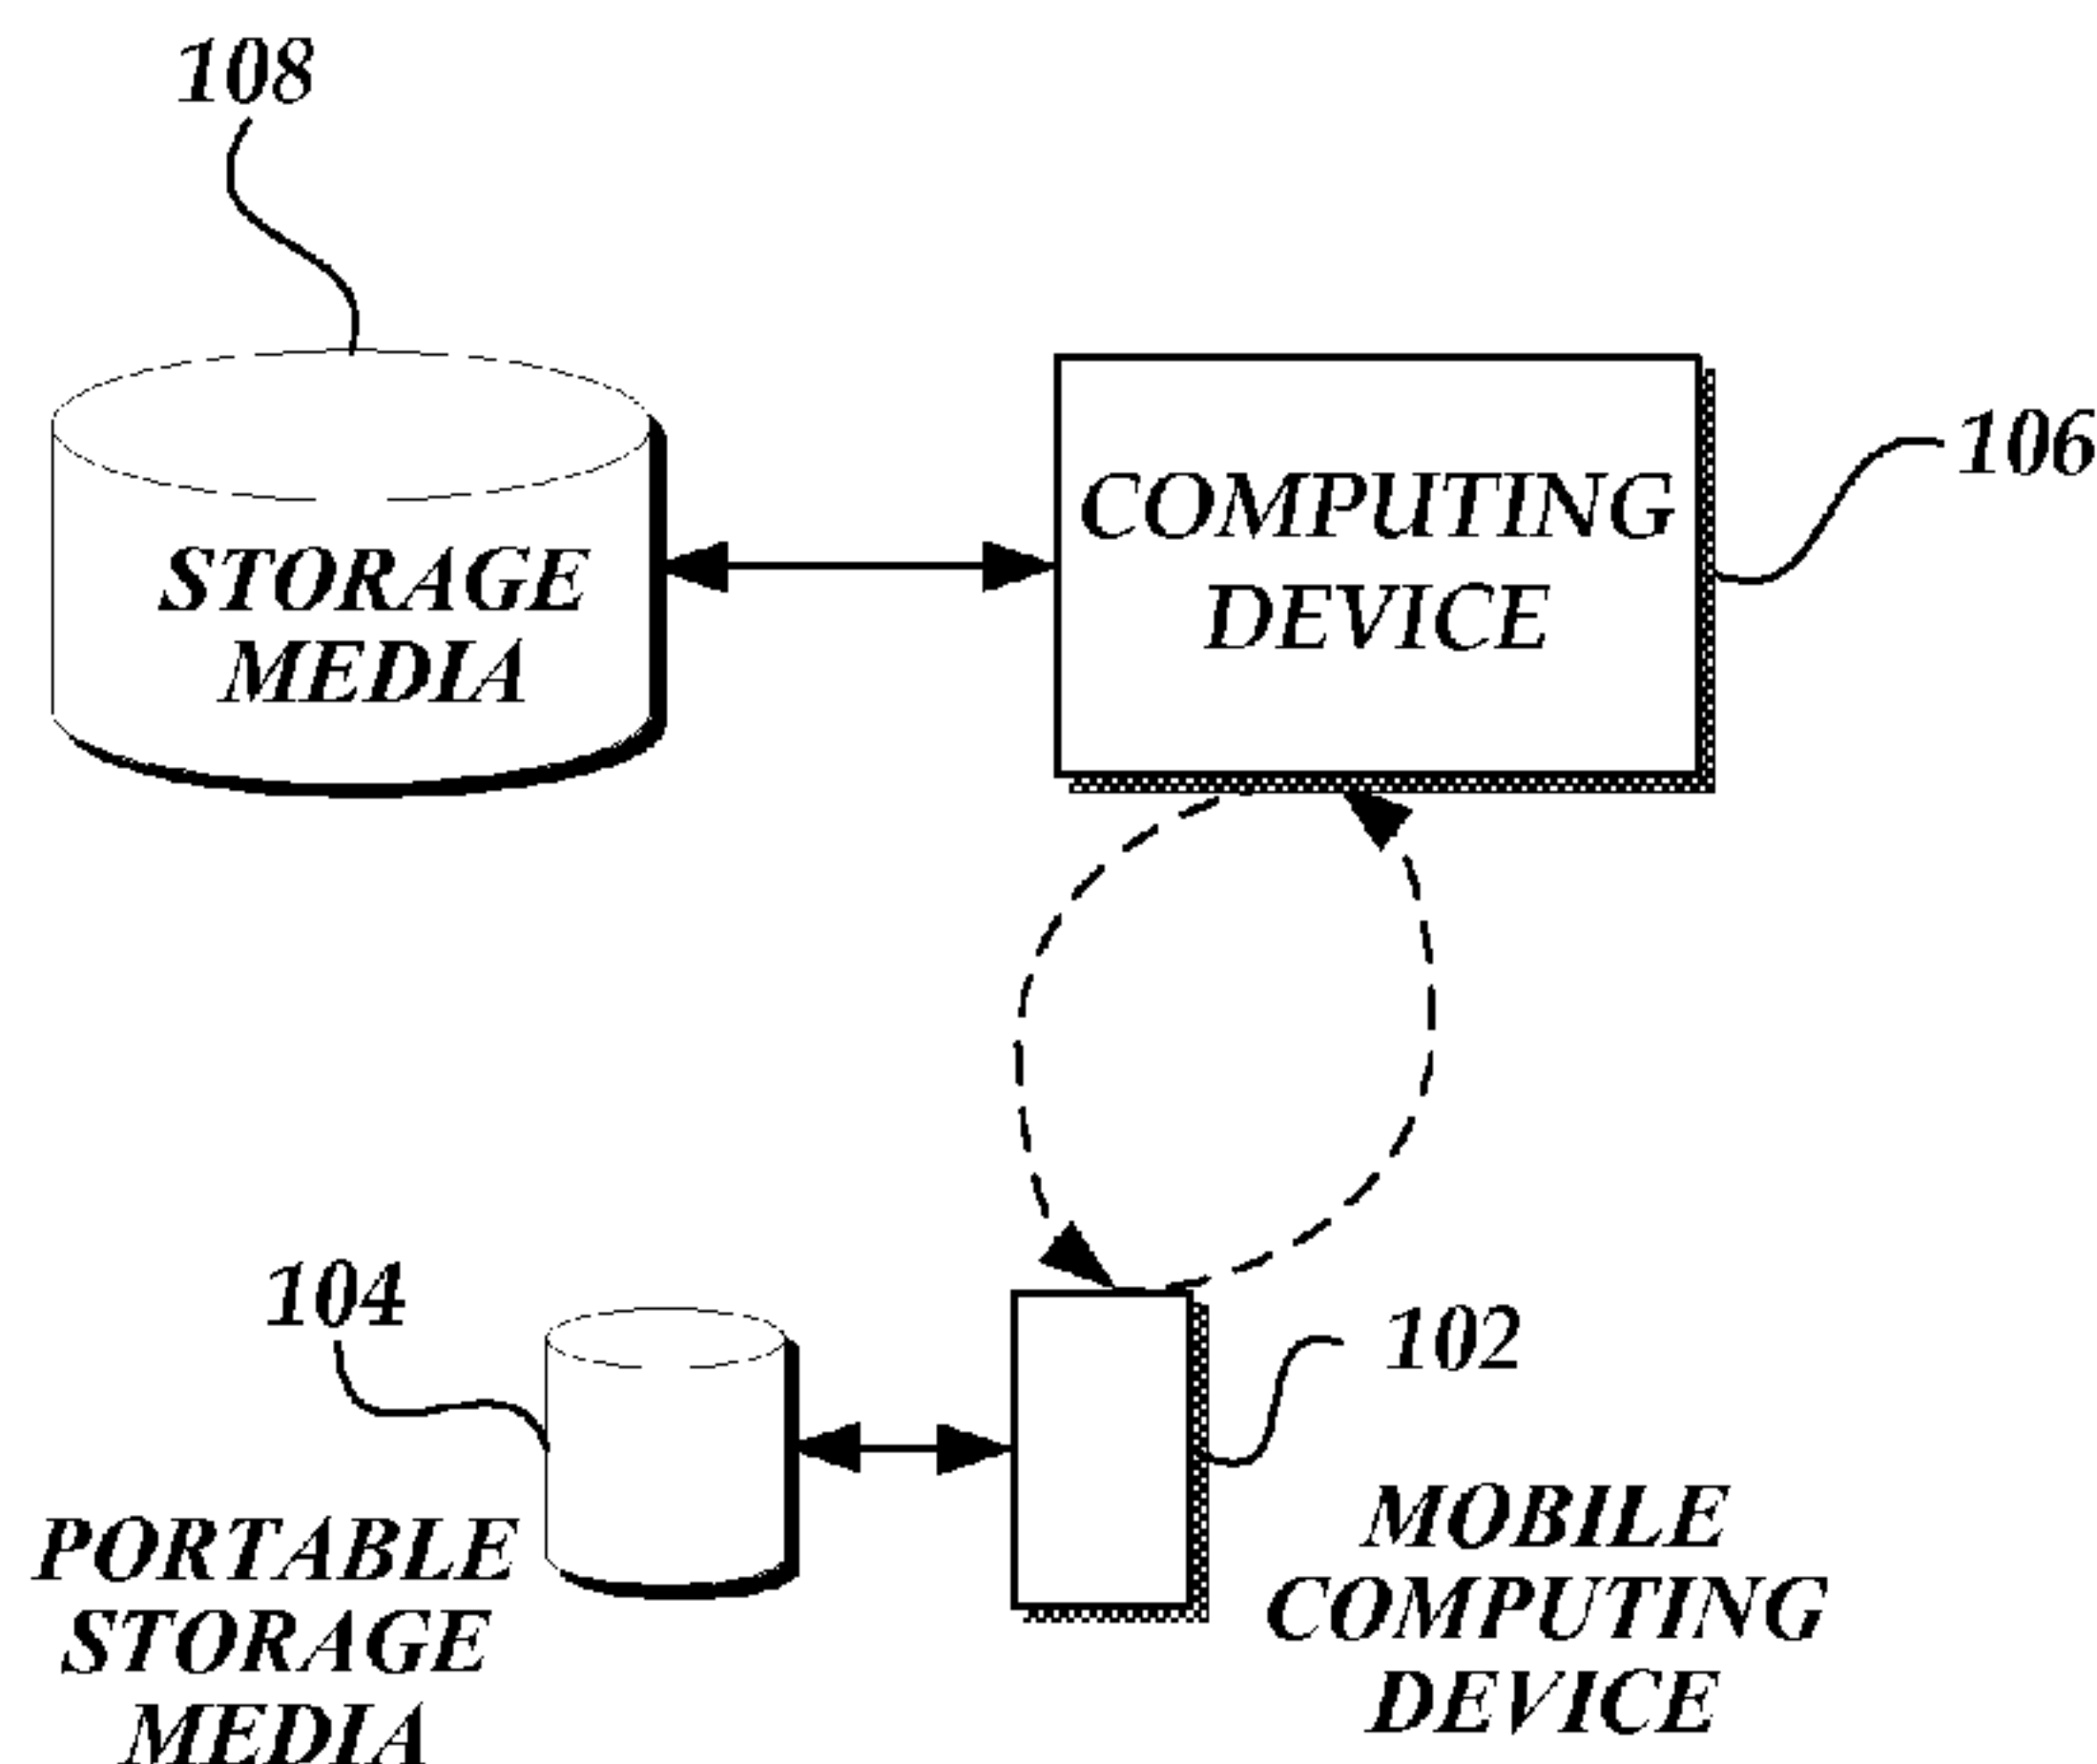 108
106
COMPUTING
DEVICE
STORAGE
MEDIA
104
102
PORTABLE
STORAGE
MEDIA
MOBILE
COMPUTING
DEVICE